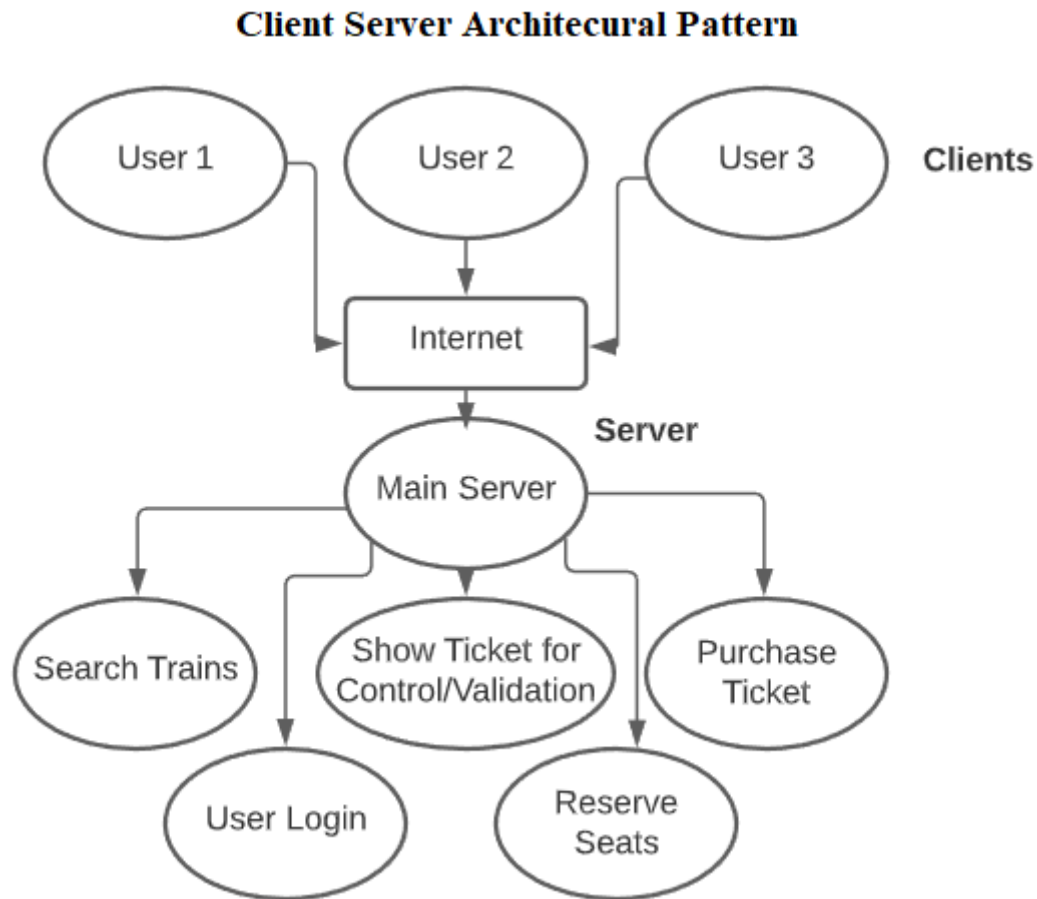 Client Server Architecural Pattern
User 1
User 2
User 3
Clients
Internet
Server
Main Server
Search Trains
Show Ticket for
Control/Validation
Purchase
Ticket
User Login
Reserve
Seats